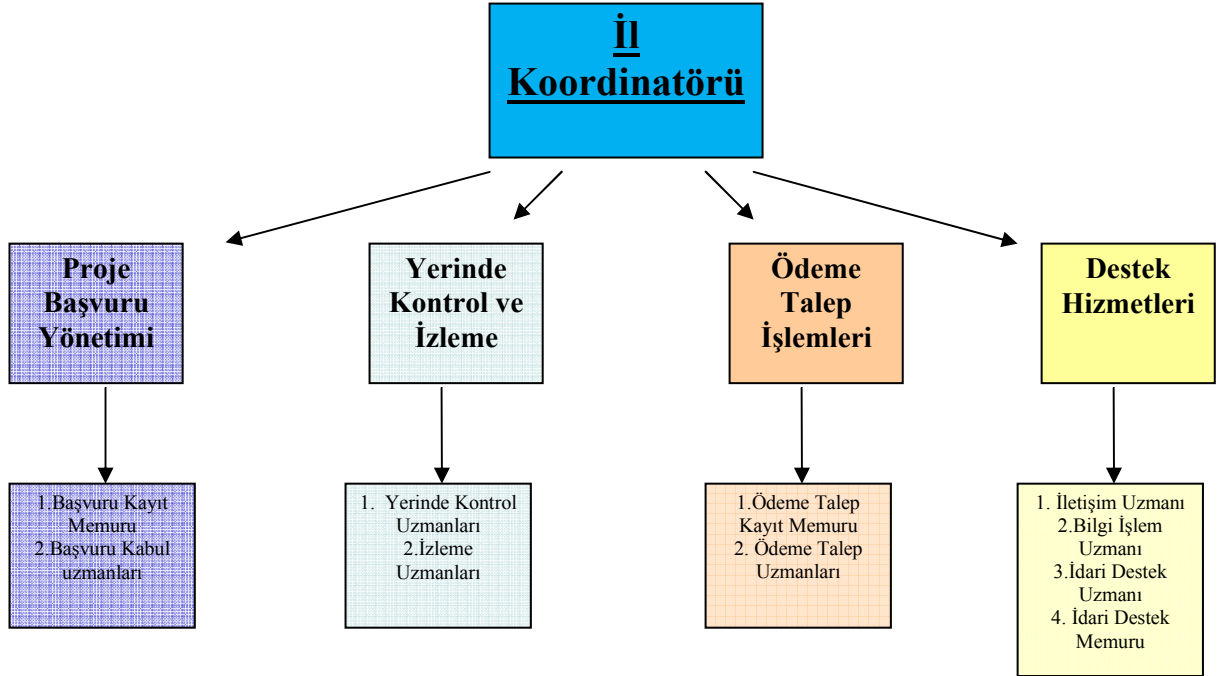 İl
Koordinatörü
Proje
Başvuru
Yönetimi
Yerinde
Kontrol ve
İzleme
Ödeme
Talep
İşlemleri
Destek
Hizmetleri
1.Başvuru Kayıt
Memuru
2.Başvuru Kabul
uzmanları
1. Yerinde Kontrol
Uzmanları
2.İzleme
Uzmanları
1.Ödeme Talep
Kayıt Memuru
2. Ödeme Talep
Uzmanları
1. İletişim Uzmanı
2.Bilgi İşlem
Uzmanı
3.İdari Destek
Uzmanı
4. İdari Destek
Memuru